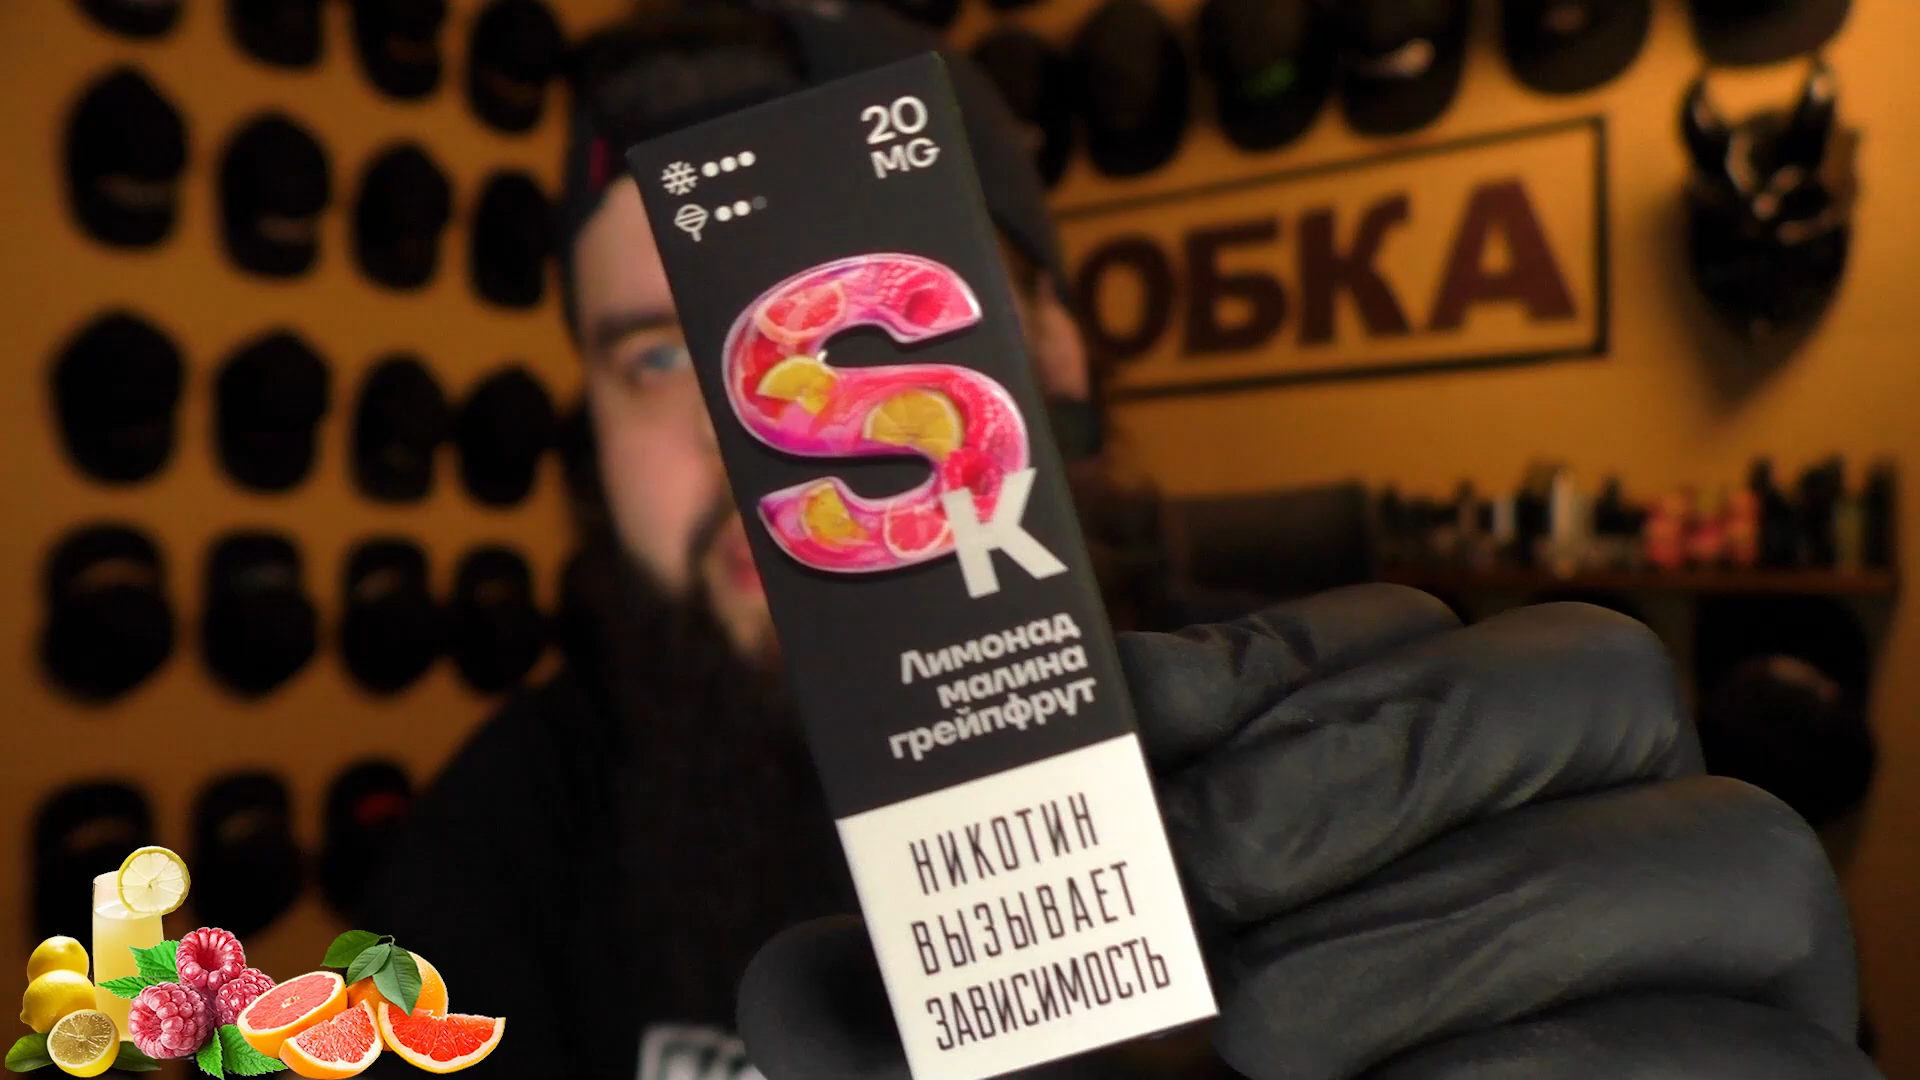 20
MG
SK
Лимонад
малина
грейпфрут
НИКОТИН
ВЫЗЫВАЕТ
ЗАВИСИМОСТЬ
ОБКА